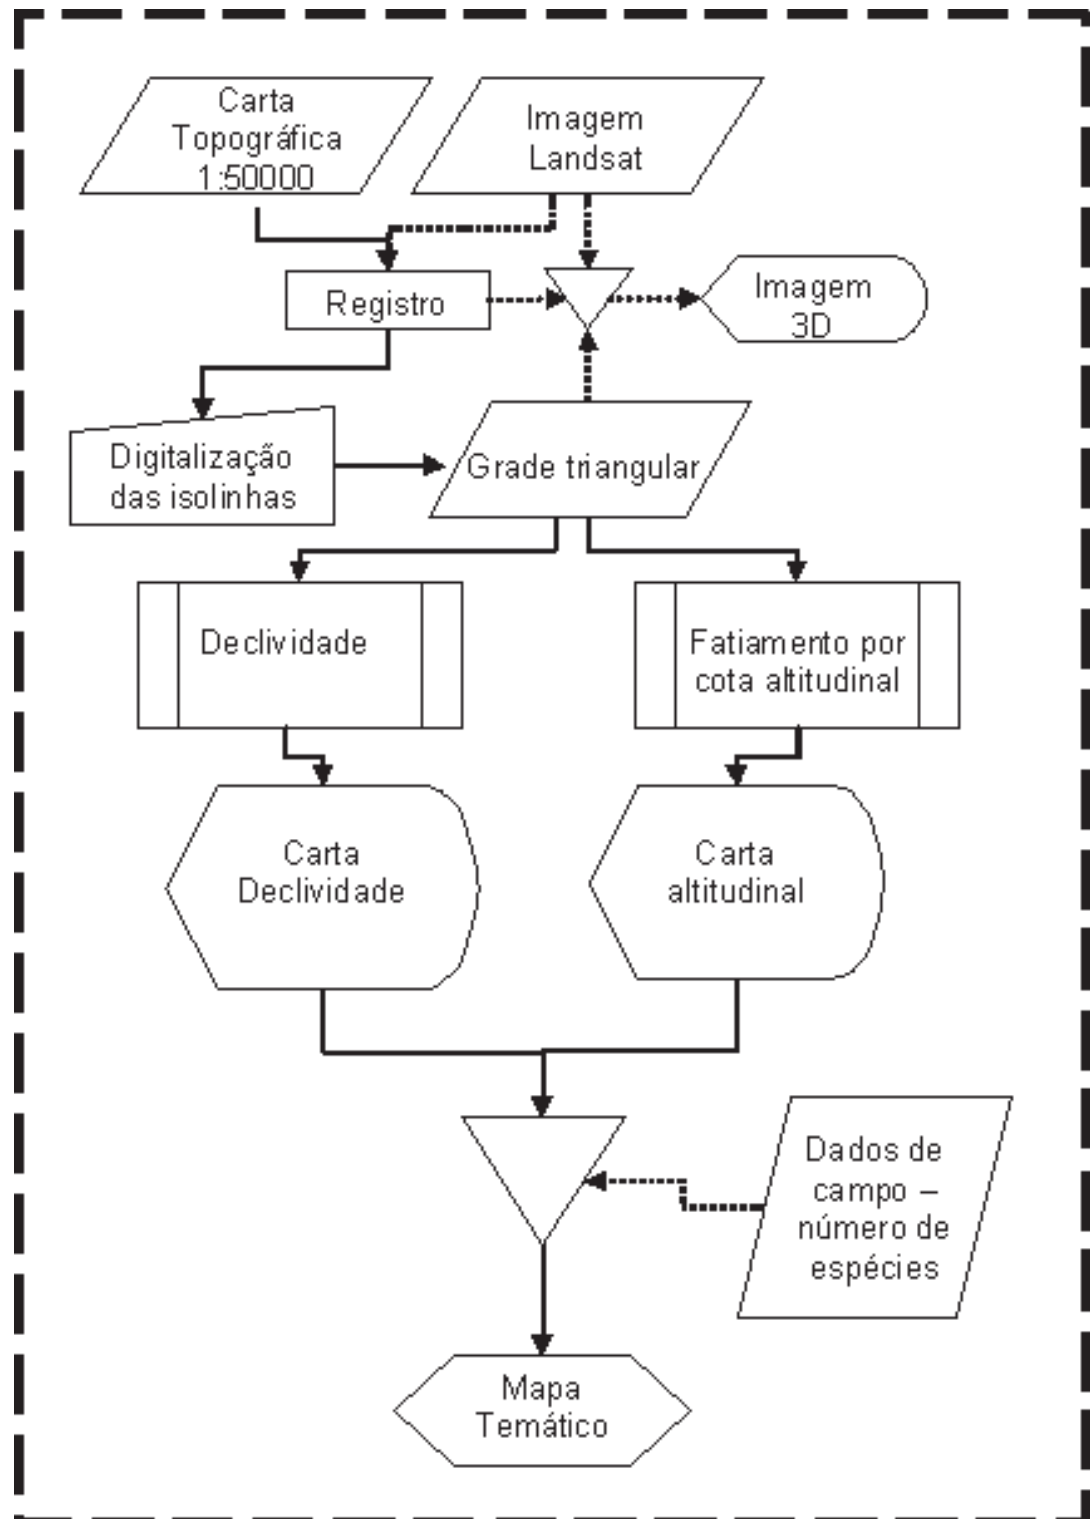 Carta
Topográfica
1:50000
Imagem
Landsat
Registro
Imagem
3D
Digitalização
das isolinhas
Grade triangular
Declividade
Fatiamento por
cota altitudinal
Carta
Declividade
Carta
altitudinal
Dados de
campo –
número de
espécies
Mapa
Temático